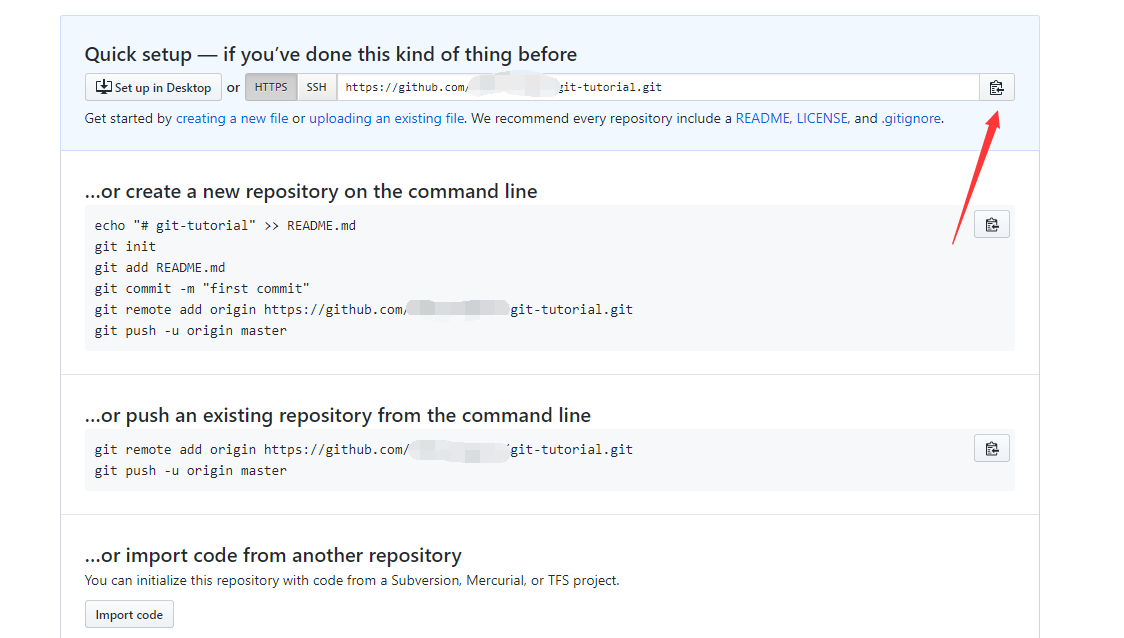 Quick setup — if you’ve done this kind of thing before
Set up in Desktop or HTTPS SSH https://github.com/ git-tutorial.git
Get started by creating a new file or uploading an existing file. We recommend every repository include a README, LICENSE, and .gitignore.
…or create a new repository on the command line
echo "# git-tutorial" >> README.md
git init
git add README.md
git commit -m "first commit"
git remote add origin https://github.com/ git-tutorial.git
git push -u origin master
…or push an existing repository from the command line
git remote add origin https://github.com/ git-tutorial.git
git push -u origin master
…or import code from another repository
You can initialize this repository with code from a Subversion, Mercurial, or TFS project.
Import code